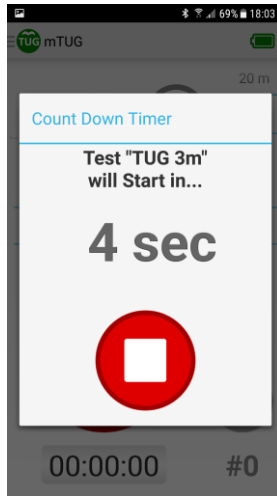 69% 18:03
TUG mTUG
20 m
Count Down Timer
Test "TUG 3m"
will Start in...
4 sec
00:00:00 #0